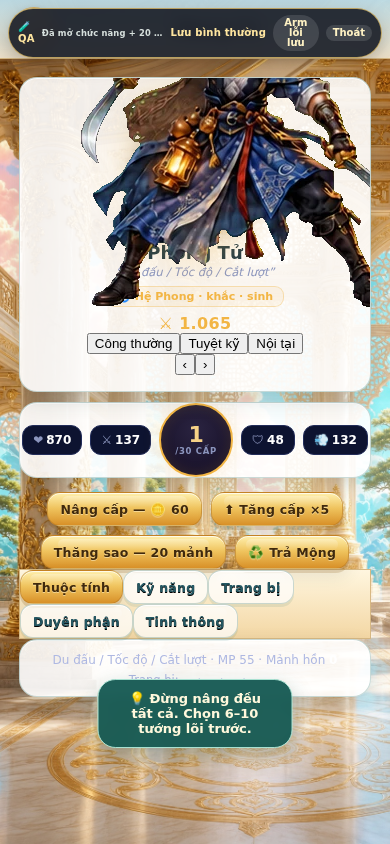 🧪 QA Đã mở chức năng + 20 ... Lưu bình thường Arm lỗi lưu Thoát
Tử
đấu / Tốc độ / Cắt lượt"
Hệ Phong · khắc · sinh
⚔ 1.065
Công thường Tuyệt kỹ Nội tại
‹ ›
❤ 870 ⚔ 137 1 /30 CẤP 🛡 48 💨 132
Nâng cấp — 🪙 60 ⬆ Tăng cấp ×5
Thăng sao — 20 mảnh ♻ Trả Mộng
Thuộc tính Kỹ năng Trang bị
Duyên phận Tinh thông
Du đấu / Tốc độ / Cắt lượt · MP 55 · Mảnh hồn
💡 Đừng nâng đều
tất cả. Chọn 6–10
tướng lõi trước.